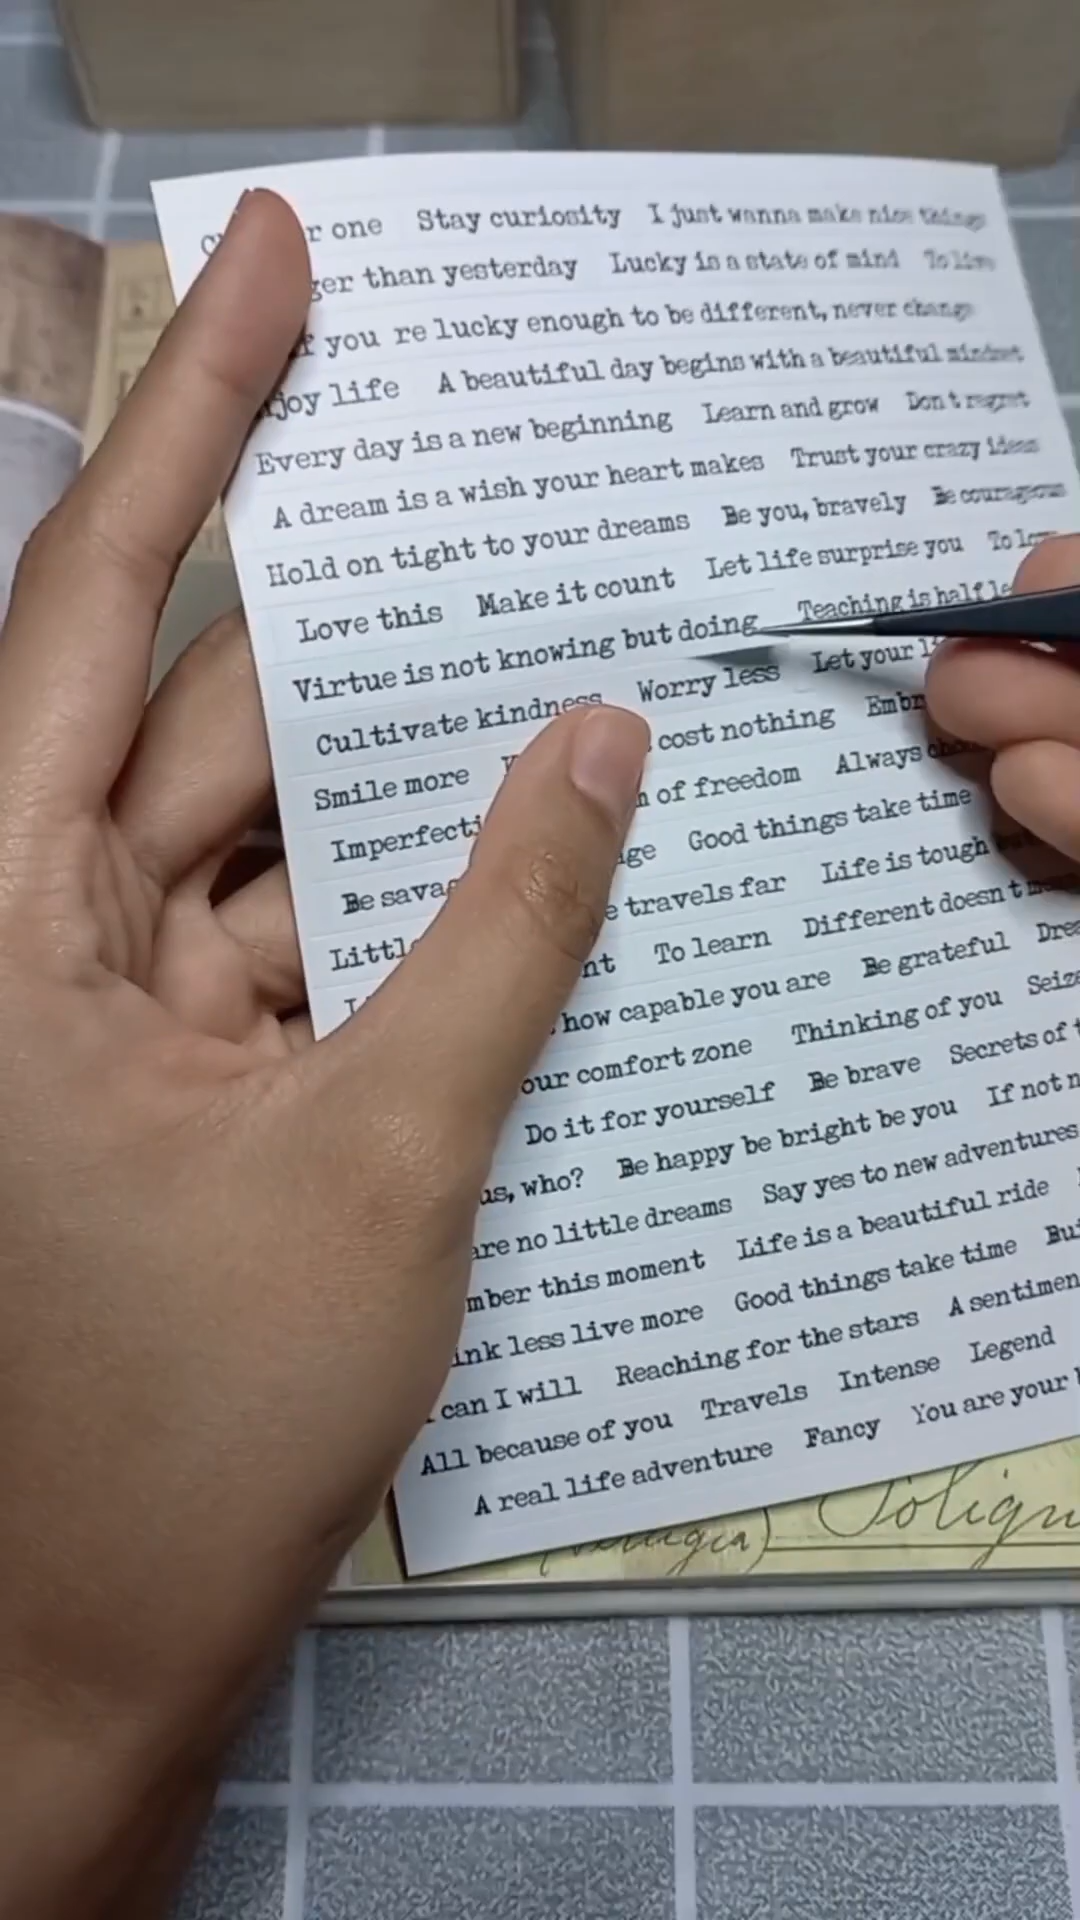 one Stay curiosity I just wanna make nice things
than yesterday Lucky is a state of mind To live
you re lucky enough to be different, never change
life A beautiful day begins with a beautiful mindset
Every day is a new beginning Learn and grow Don t regret
A dream is a wish your heart makes Trust your crazy ideas
Hold on tight to your dreams Be you, bravely Be courageous
Love this Make it count Let life surprise you To
Virtue is not knowing but doing Teaching is half
Cultivate kindness Worry less Let your
Smile more cost nothing
of freedom Always
Be Good things take time
travels far Life is tough
To learn Different doesn t
how capable you are Be grateful
comfort zone Thinking of you
Do it for yourself Be brave Secrets of
us, who? Be happy be bright be you If not
are no little dreams Say yes to new adventures
this moment Life is a beautiful ride
less live more Good things take time
can I will Reaching for the stars A
All because of you Travels Intense Legend
A real life adventure Fancy You are your